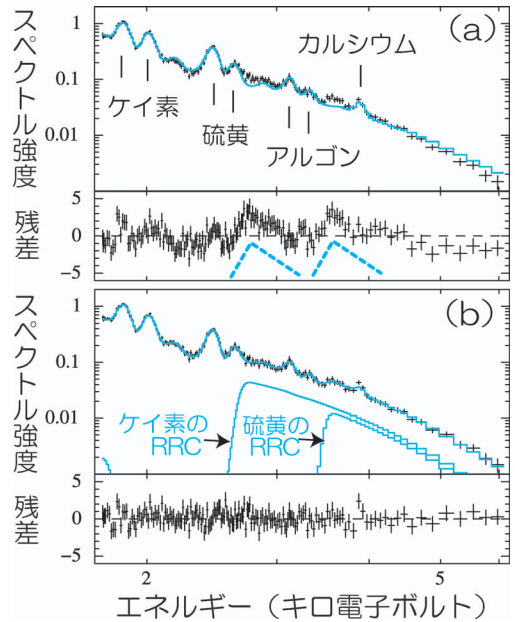 (a)
カルシウム
ケイ素
硫黄
アルゴン
スペクトル強度
1
0.1
0.01
残差
5
0
−5
(b)
スペクトル強度
1
0.1
0.01
ケイ素の
RRC
硫黄の
RRC
残差
5
0
−5
2
5
エネルギー（キロ電子ボルト）